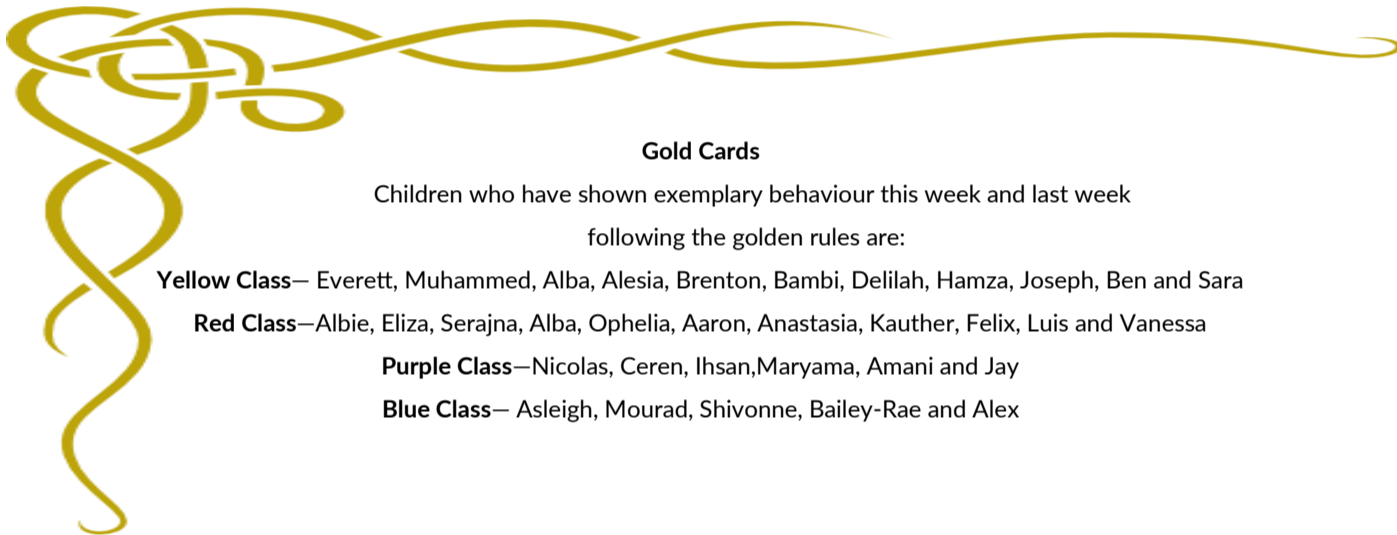 Gold Cards
Children who have shown exemplary behaviour this week and last week
following the golden rules are:
Yellow Class— Everett, Muhammed, Alba, Alesia, Brenton, Bambi, Delilah, Hamza, Joseph, Ben and Sara
Red Class—Albie, Eliza, Serajna, Alba, Ophelia, Aaron, Anastasia, Kauther, Felix, Luis and Vanessa
Purple Class—Nicolas, Ceren, Ihsan,Maryama, Amani and Jay
Blue Class— Asleigh, Mourad, Shivonne, Bailey-Rae and Alex